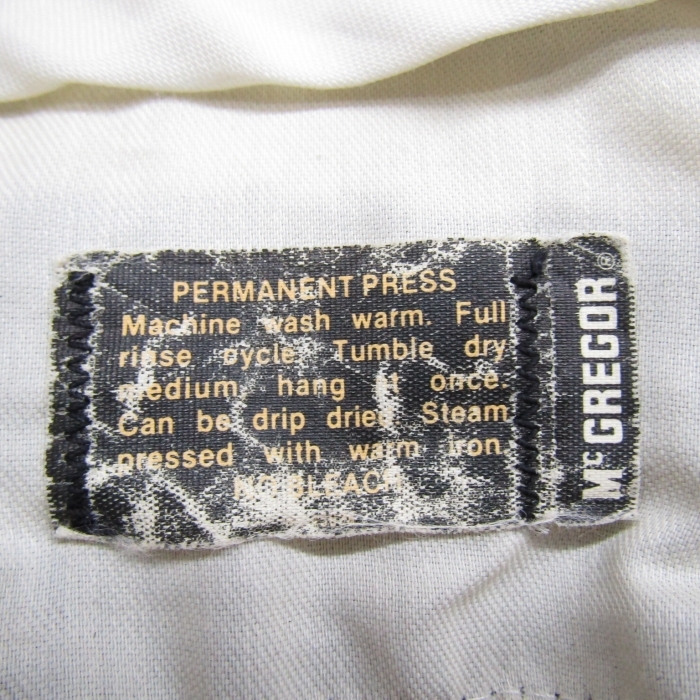 PERMANENT PRESS
Machine wash warm. Full
rinse cycle Tumble dry
medium, hang at once.
Can be drip dried Steam
pressed with warm iron.
NO BLEACH
McGREGOR®